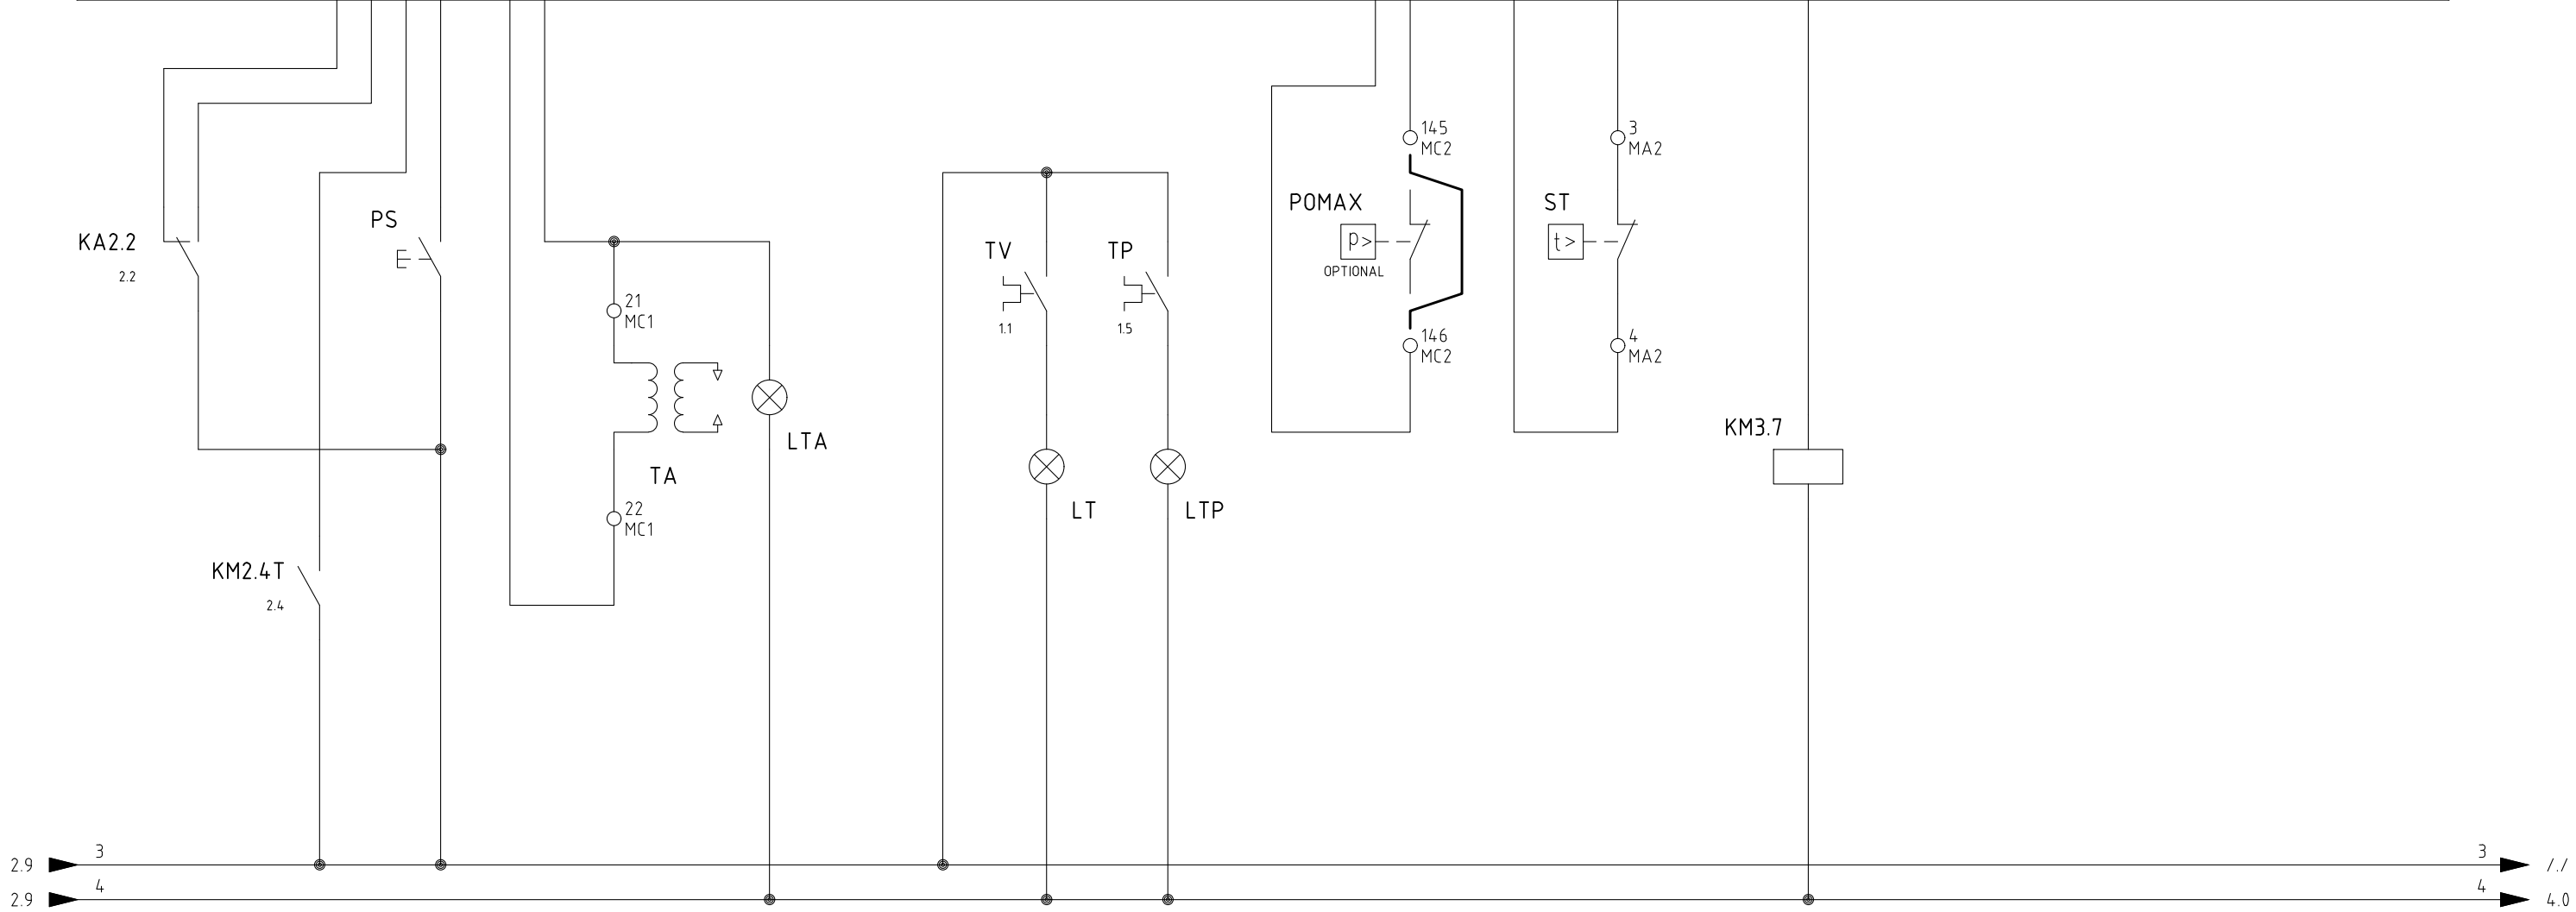 145
MC2
3
MA2
PS
POMAX
ST
KA2.2
2.2
TV
TP
p>
t>
OPTIONAL
21
MC1
1.1
1.5
146
MC2
4
MA2
LTA
KM3.7
TA
22
MC1
LT
LTP
KM2.4T
2.4
2.9
3
3
/./
2.9
4
4
4.0